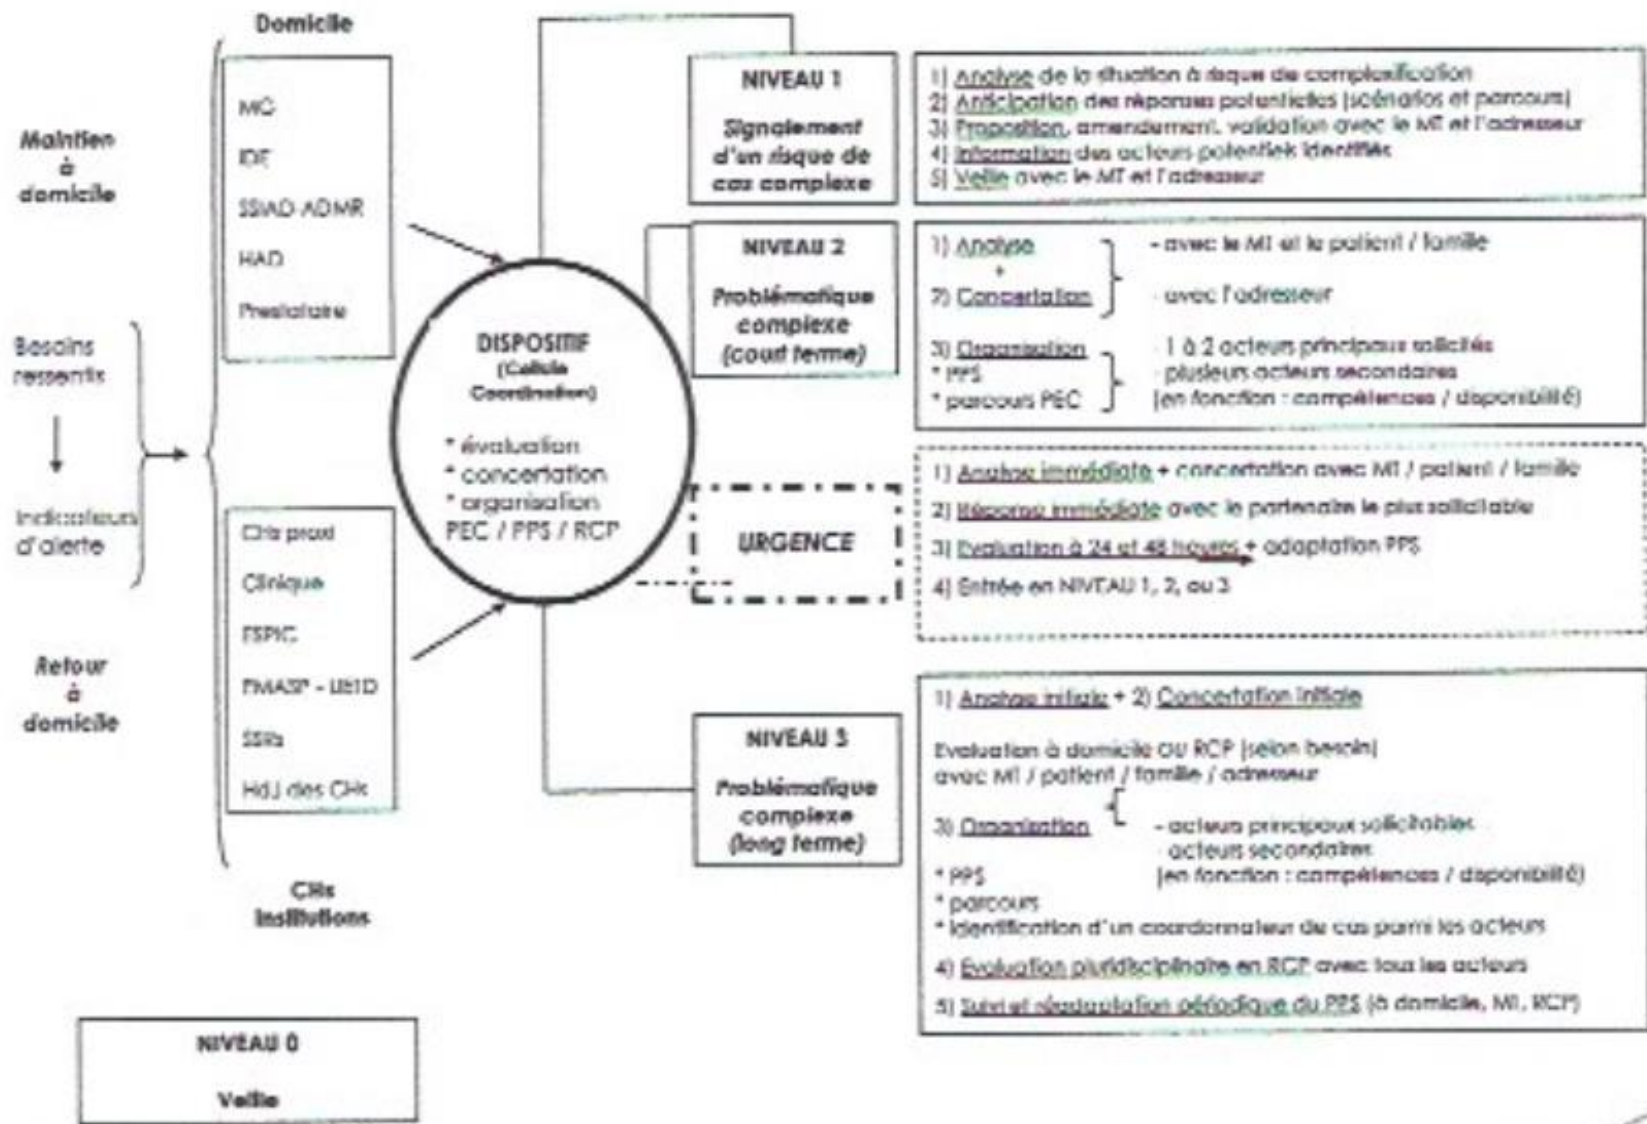 Domicile
Maintien
à
domicile
Besoins
ressentis
Indicateurs
d'alerte
Retour
à
domicile
MG
IDE
SSIAD-ADMR
HAD
Prestataire
CHs proxi
Clinique
ESPIC
EMASP -
SSRs
HdJ des CHs
CHs
Institutions
NIVEAU 0
Veille
DISPOSITIF
(Cellule
Coordination)
* évaluation
* concertation
* organisation
PEC / PPS / RCP
NIVEAU 1
Signalement
d'un risque de
cas complexe
1) Analyse de la situation à risque de complexification
2) Anticipation des réponses potentielles (scénarios et parcours)
3) Proposition, amendement, validation avec le MT et l'adresseur
4) Information des acteurs potentiels identifiés
5) Veille avec le MT et l'adresseur
NIVEAU 2
Problématique
complexe
(court terme)
1) Analyse
+
2) Concertation
- avec le MT et le patient / famille
- avec l'adresseur
3) Organisation
* PPS
* parcours PEC
- 1 à 2 acteurs principaux sollicités
- plusieurs acteurs secondaires
(en fonction : compétences / disponibilité)
URGENCE
1) Analyse immédiate + concertation avec MT / patient / famille
2) Réponse immédiate avec le partenaire le plus sollicitable
3) Evaluation à 24 et 48 heures + adaptation PPS
4) Entrée en NIVEAU 1, 2, ou 3
NIVEAU 3
Problématique
complexe
(long terme)
1) Analyse initiale + 2) Concertation initiale
Evaluation à domicile OU RCP (selon besoin)
avec MT / patient / famille / adresseur
3) Organisation
- acteurs principaux sollicitables
- acteurs secondaires
(en fonction : compétences / disponibilité)
* PPS
* parcours
* Identification d'un coordonnateur de cas parmi les acteurs
4) Evaluation pluridisciplinaire en RCP avec tous les acteurs
5) Suivi et réadaptation périodique du PPS (à domicile, MT, RCP)